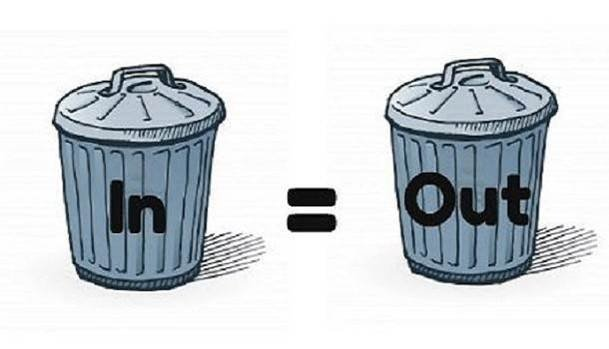 In = Out